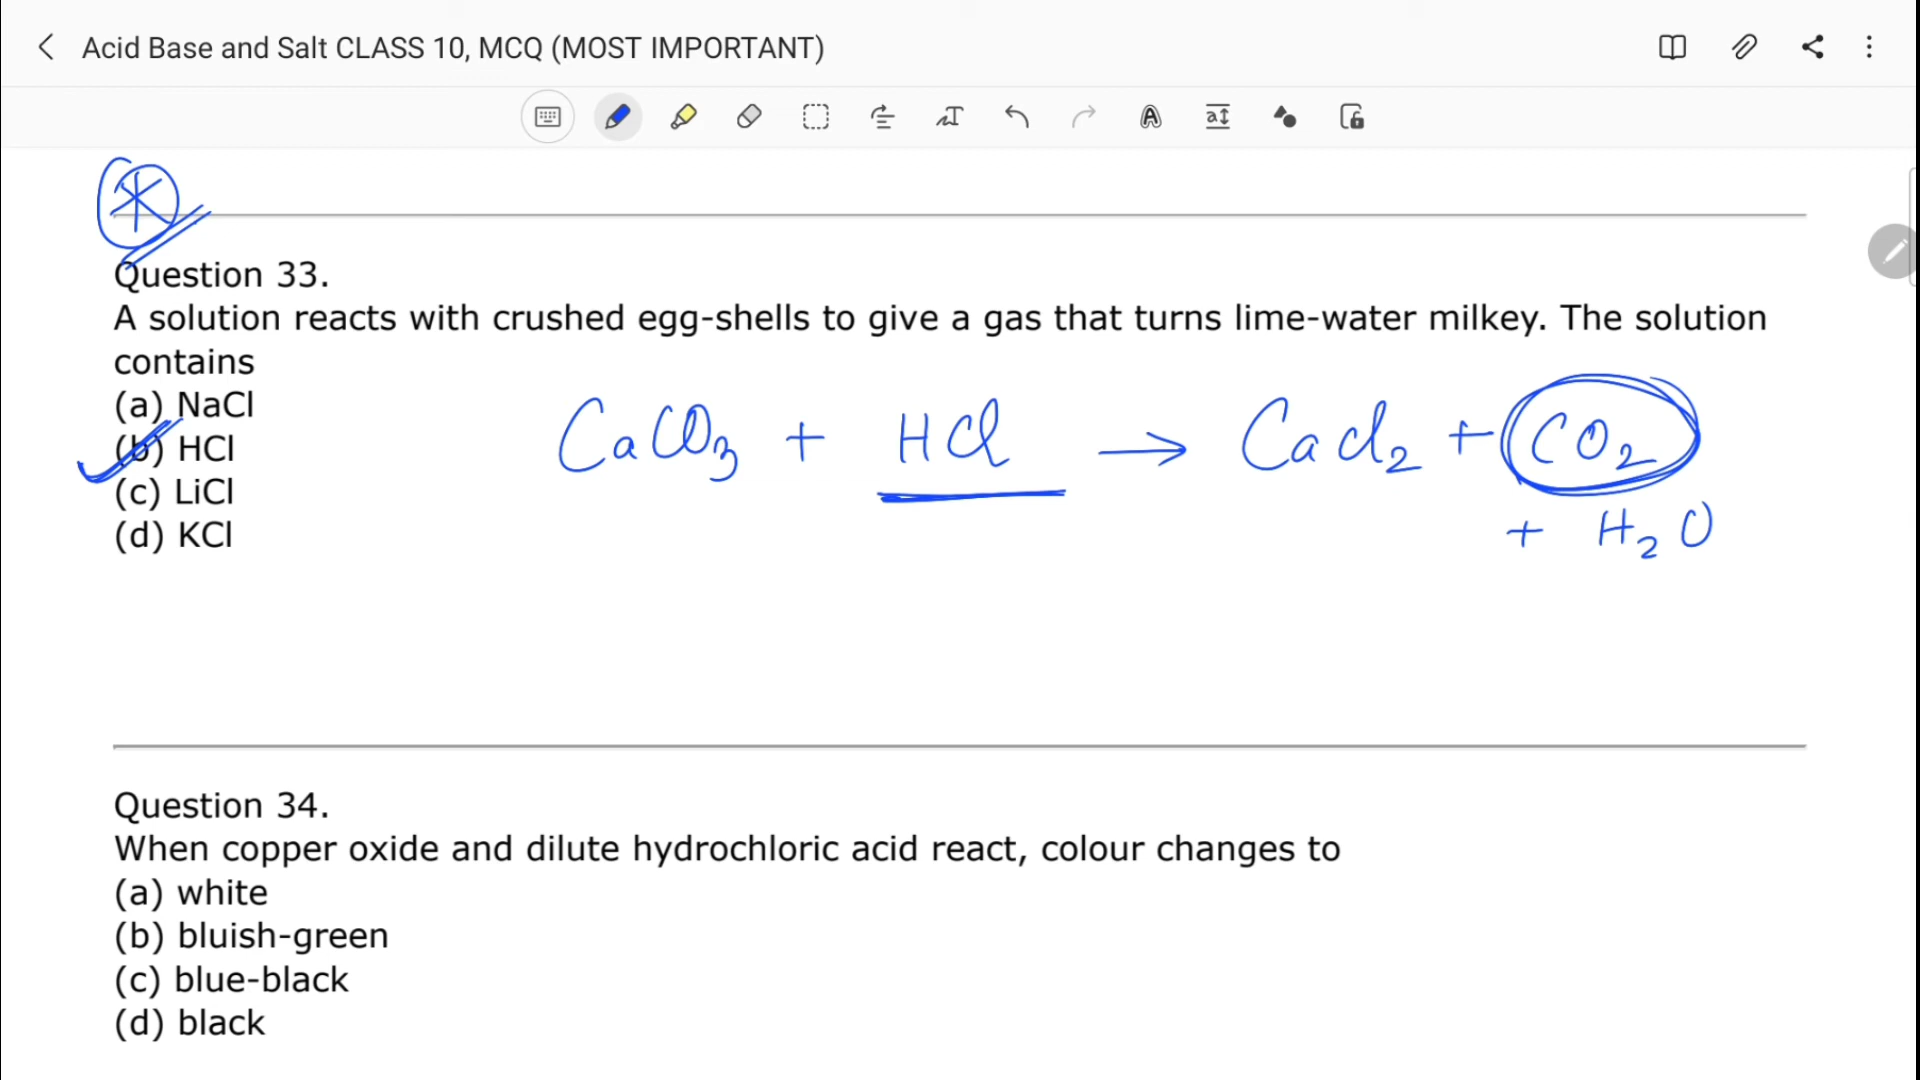 Acid Base and Salt CLASS 10, MCQ (MOST IMPORTANT)
Question 33.
A solution reacts with crushed egg-shells to give a gas that turns lime-water milkey. The solution
contains
(a) NaCl
(b) HCl
(c) LiCl
(d) KCl
CaCO3 + HCl → CaCl2 + CO2
+ H2O
Question 34.
When copper oxide and dilute hydrochloric acid react, colour changes to
(a) white
(b) bluish-green
(c) blue-black
(d) black